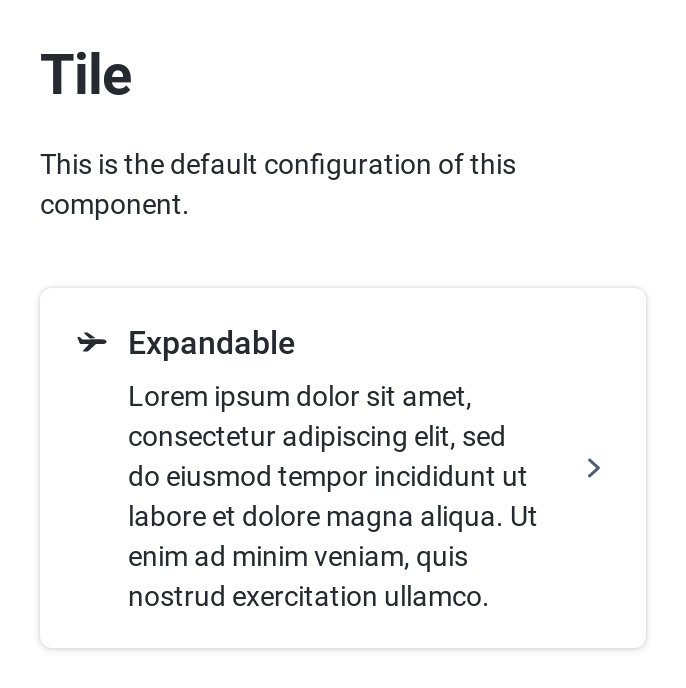 Tile
This is the default configuration of this
component.
Expandable
Lorem ipsum dolor sit amet,
consectetur adipiscing elit, sed
do eiusmod tempor incididunt ut
labore et dolore magna aliqua. Ut
enim ad minim veniam, quis
nostrud exercitation ullamco.